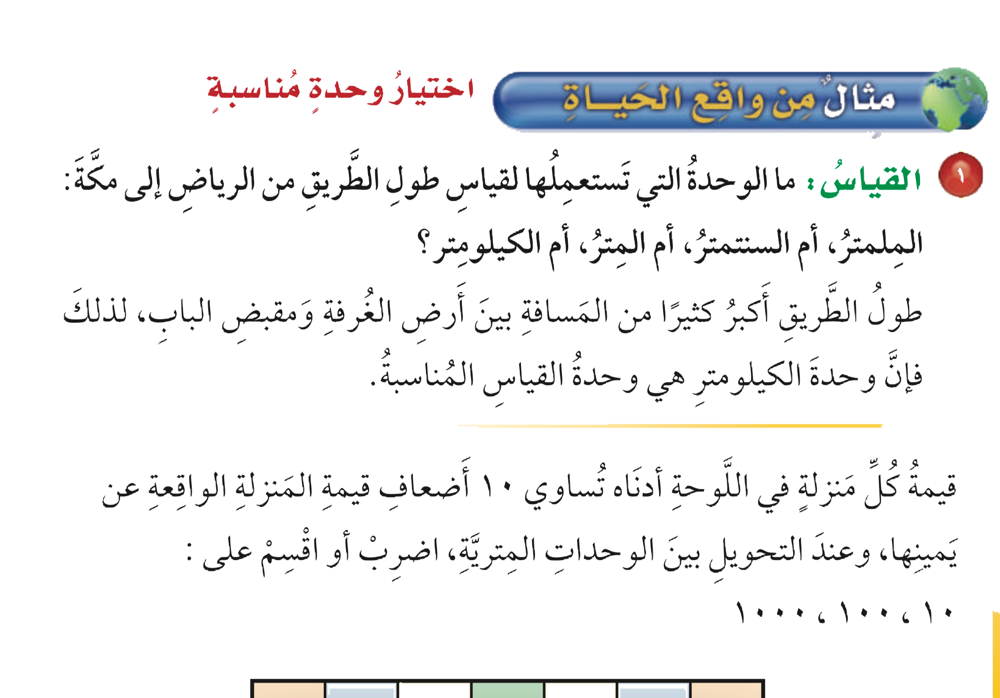 مثالٌ مِن واقِع الحَيـاةِ اختيارُ وحدةٍ مُناسبةٍ
١ القياسُ: ما الوحدةُ التي تَستعمِلُها لقياسِ طولِ الطَّريقِ من الرياضِ إلى مكَّةَ:
المِلمترُ، أم السنتمترُ، أم المِترُ، أم الكيلومِتر؟
طولُ الطَّريقِ أَكبرُ كثيرًا من المَسافةِ بينَ أَرضِ الغُرفةِ وَمقبضِ البابِ، لذلكَ
فإنَّ وحدةَ الكيلومترِ هي وحدةُ القياسِ المُناسبةُ.
قيمةُ كُلِّ مَنزلةٍ في اللَّوحةِ أدنَاه تُساوي ١٠ أَضعافِ قيمةِ المَنزلةِ الواقِعةِ عن
يَمينِها، وعندَ التحويلِ بينَ الوحداتِ المِتريَّةِ، اضرِبْ أو اقْسِمْ على :
١٠ ، ١٠٠ ، ١٠٠٠